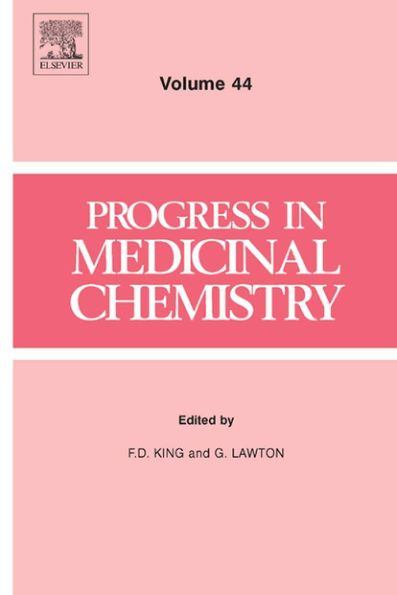 ELSEVIER
Volume 44
PROGRESS IN
MEDICINAL
CHEMISTRY
Edited by
F.D. KING and G. LAWTON